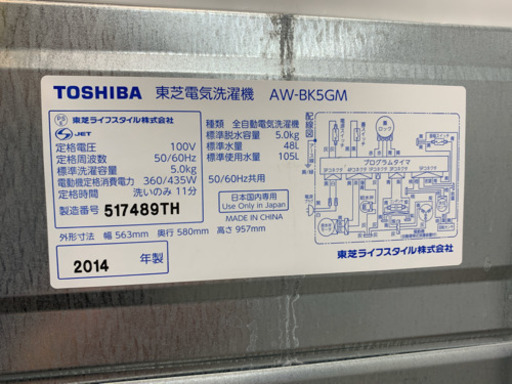 TOSHIBA 東芝電気洗濯機 AW-BK5GM
東芝ライフスタイル株式会社
JET
定格電圧 100V
定格周波数 50/60Hz
標準洗濯容量 5.0kg
電動機定格消費電力 360/435W
定格時間 洗いのみ 11分
製造番号 517489TH
種類 全自動電気洗濯機
標準脱水容量 5.0kg
標準水量 48L
標準使用水量 105L
50/60Hz共用
日本国内専用
Use Only in Japan
MADE IN CHINA
外形寸法 幅 563mm 奥行 580mm 高さ 957mm
2014 年製
配線図
プログラムタイマ
東芝ライフスタイル株式会社